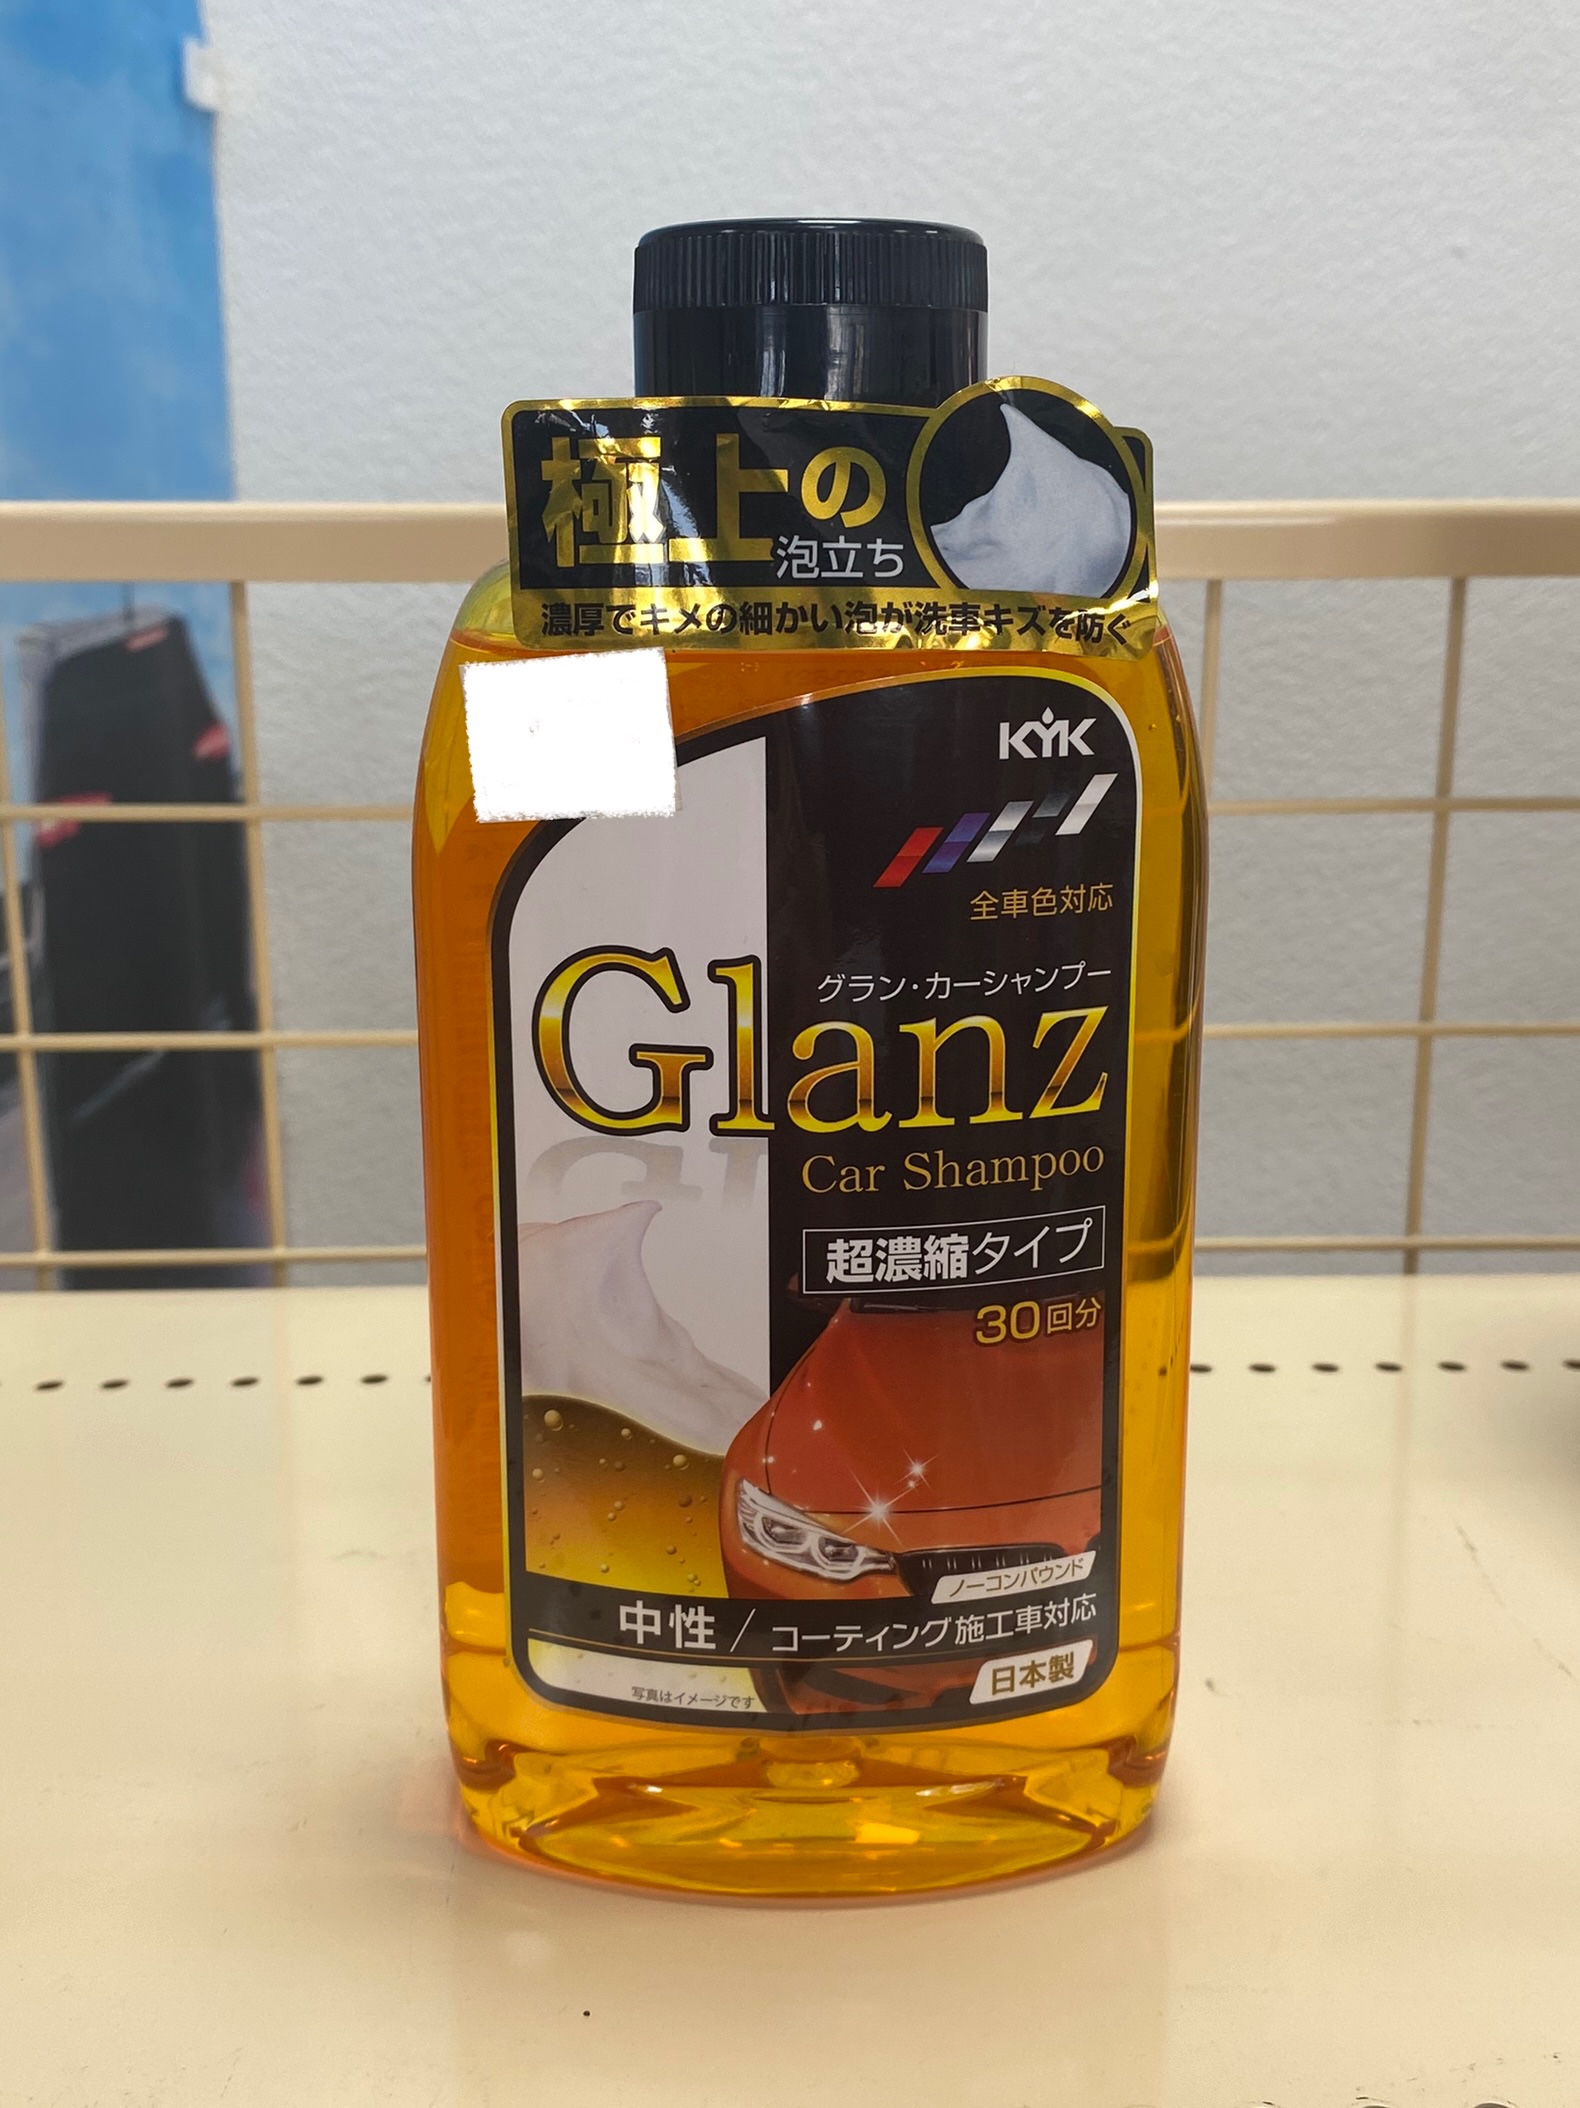 極上の
泡立ち
濃厚でキメの細かい泡が洗車キズを防ぐ
KYK
全車色対応
グラン・カーシャンプー
Glanz
Car Shampoo
超濃縮タイプ
30回分
ノーコンパウンド
中性/コーティング施工車対応
日本製
写真はイメージです